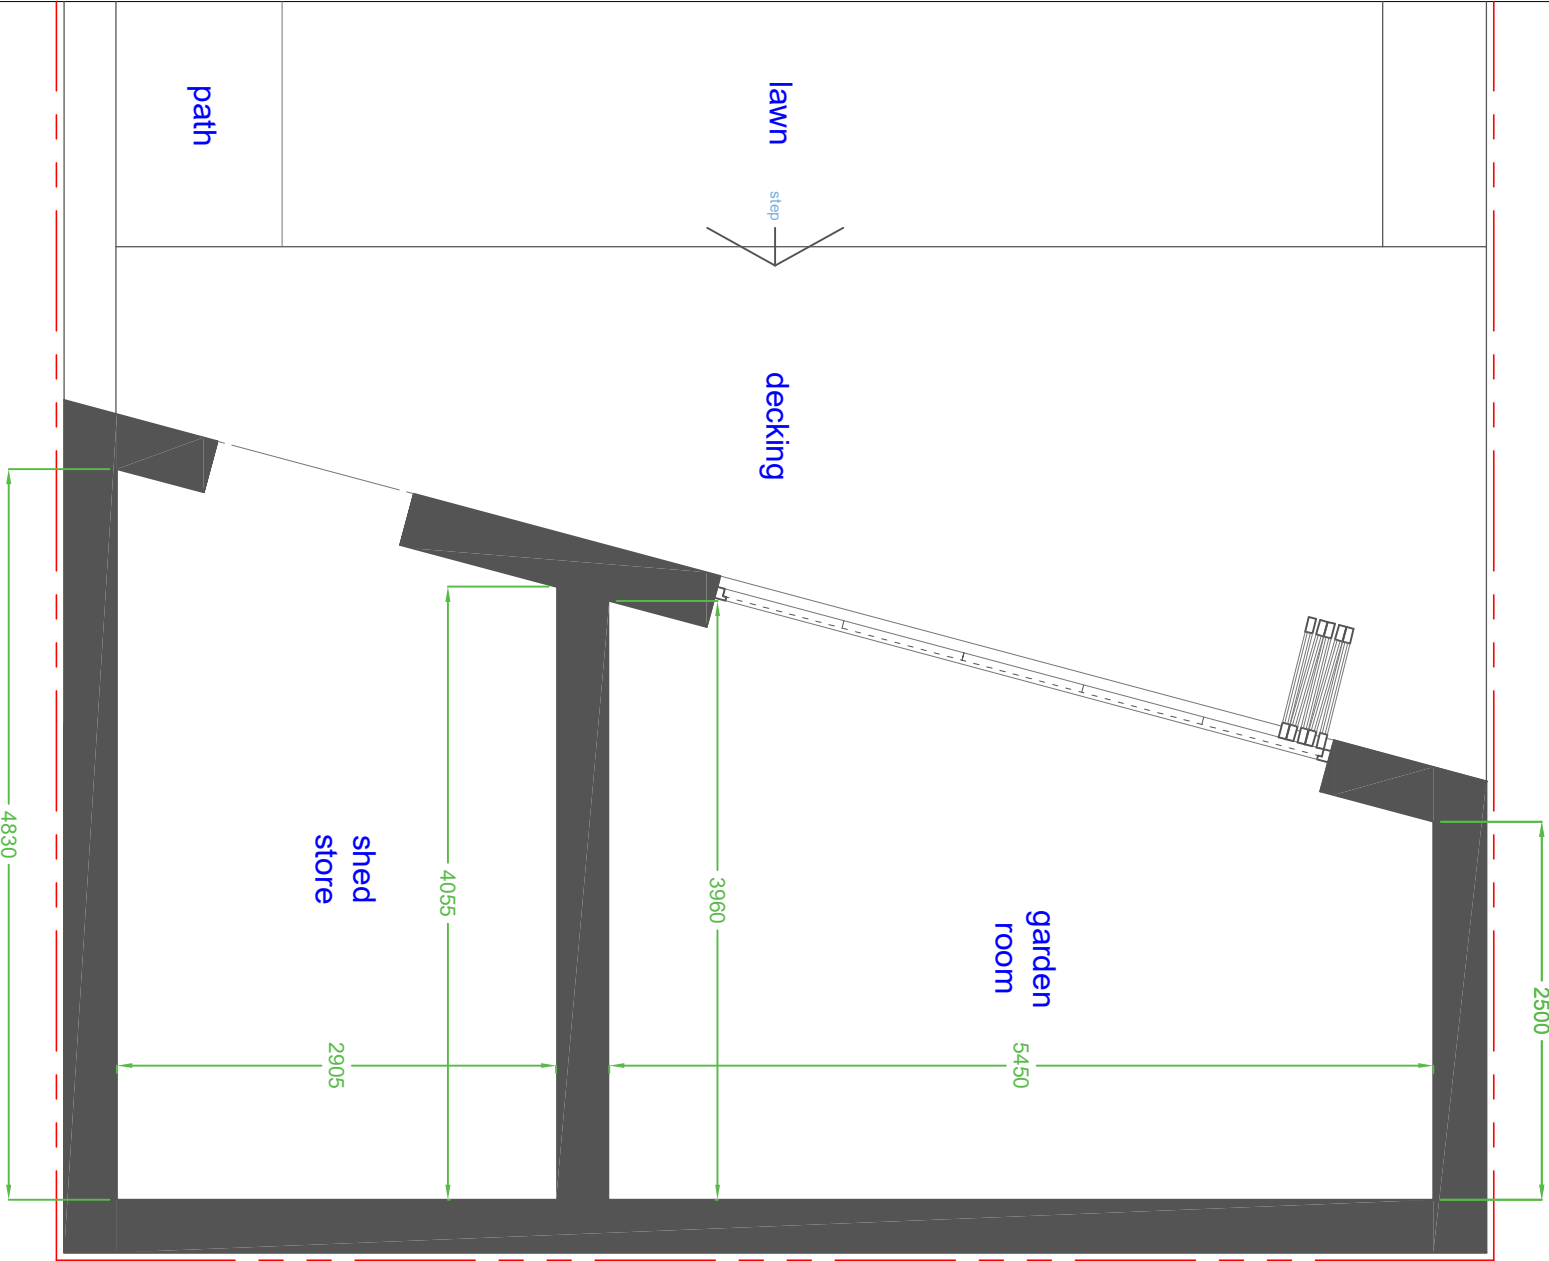 path
lawn
step
decking
shed
store
garden
room
4830
4055
3960
2500
2905
5450